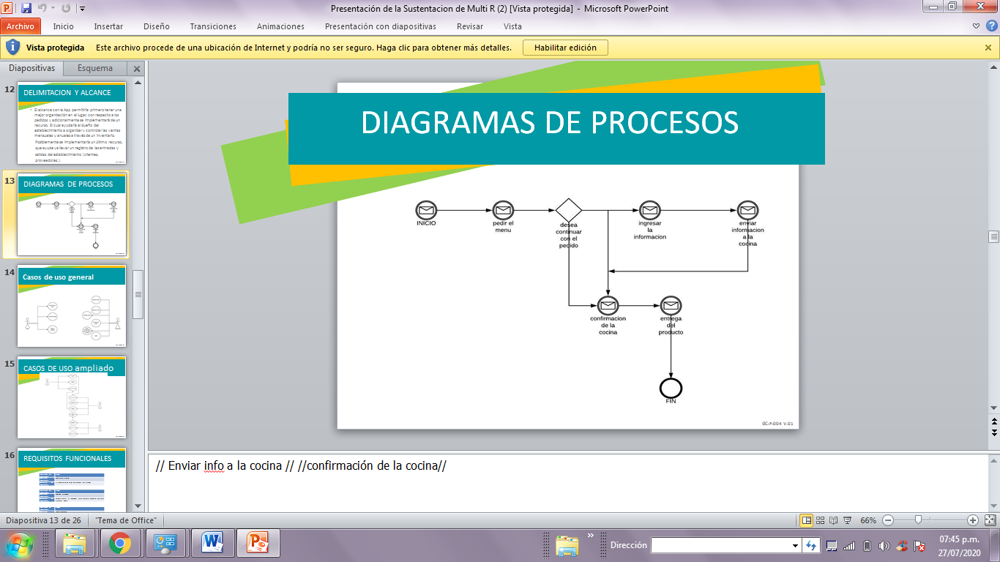 Presentación de la Sustentacion de Multi R (2) [Vista protegida] - Microsoft PowerPoint
Archivo Inicio Insertar Diseño Transiciones Animaciones Presentación con diapositivas Revisar Vista
Vista protegida Este archivo procede de una ubicación de Internet y podría no ser seguro. Haga clic para obtener más detalles. Habilitar edición
Diapositivas Esquema
12
DELIMITACION Y ALCANCE
El alcance con la App permitiría primero tener una
mejor organización en el lugar, con respecto a los
pedidos y adicionalmente se implementará de un
recurso. El cual ayudaría al dueño del
establecimiento a organizar y controlar las ventas
mensuales y anuales a través de un inventario.
Posiblemente se implementaría un último recurso,
que ayude ya llevar un registro de las entradas y
salidas del establecimiento (clientes,
proveedores.).
13
DIAGRAMAS DE PROCESOS
14
Casos de uso general
15
CASOS DE USO ampliado
16
REQUISITOS FUNCIONALES
DIAGRAMAS DE PROCESOS
INICIO
pedir el
menu
desea
continuar
con el
pedido
ingresar
la
informacion
enviar
informacion
a la
cocina
confirmacion
de la
cocina
entrega
del
producto
FIN
GC-F-004 V.01
// Enviar info a la cocina // //confirmación de la cocina//
Diapositiva 13 de 26 "Tema de Office" 66%
Dirección
07:45 p.m.
27/07/2020